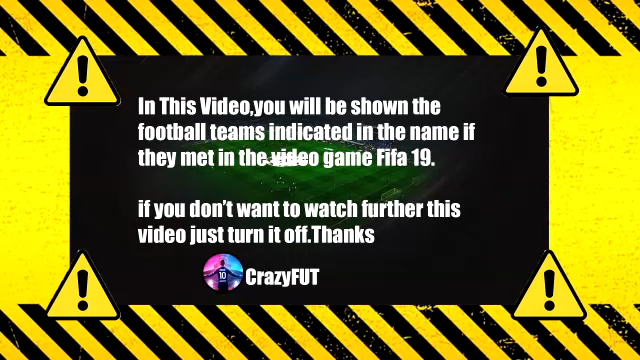 In This Video,you will be shown the
football teams indicated in the name if
they met in the video game Fifa 19.
if you don't want to watch further this
video just turn it off.Thanks
10
CrazyFUT